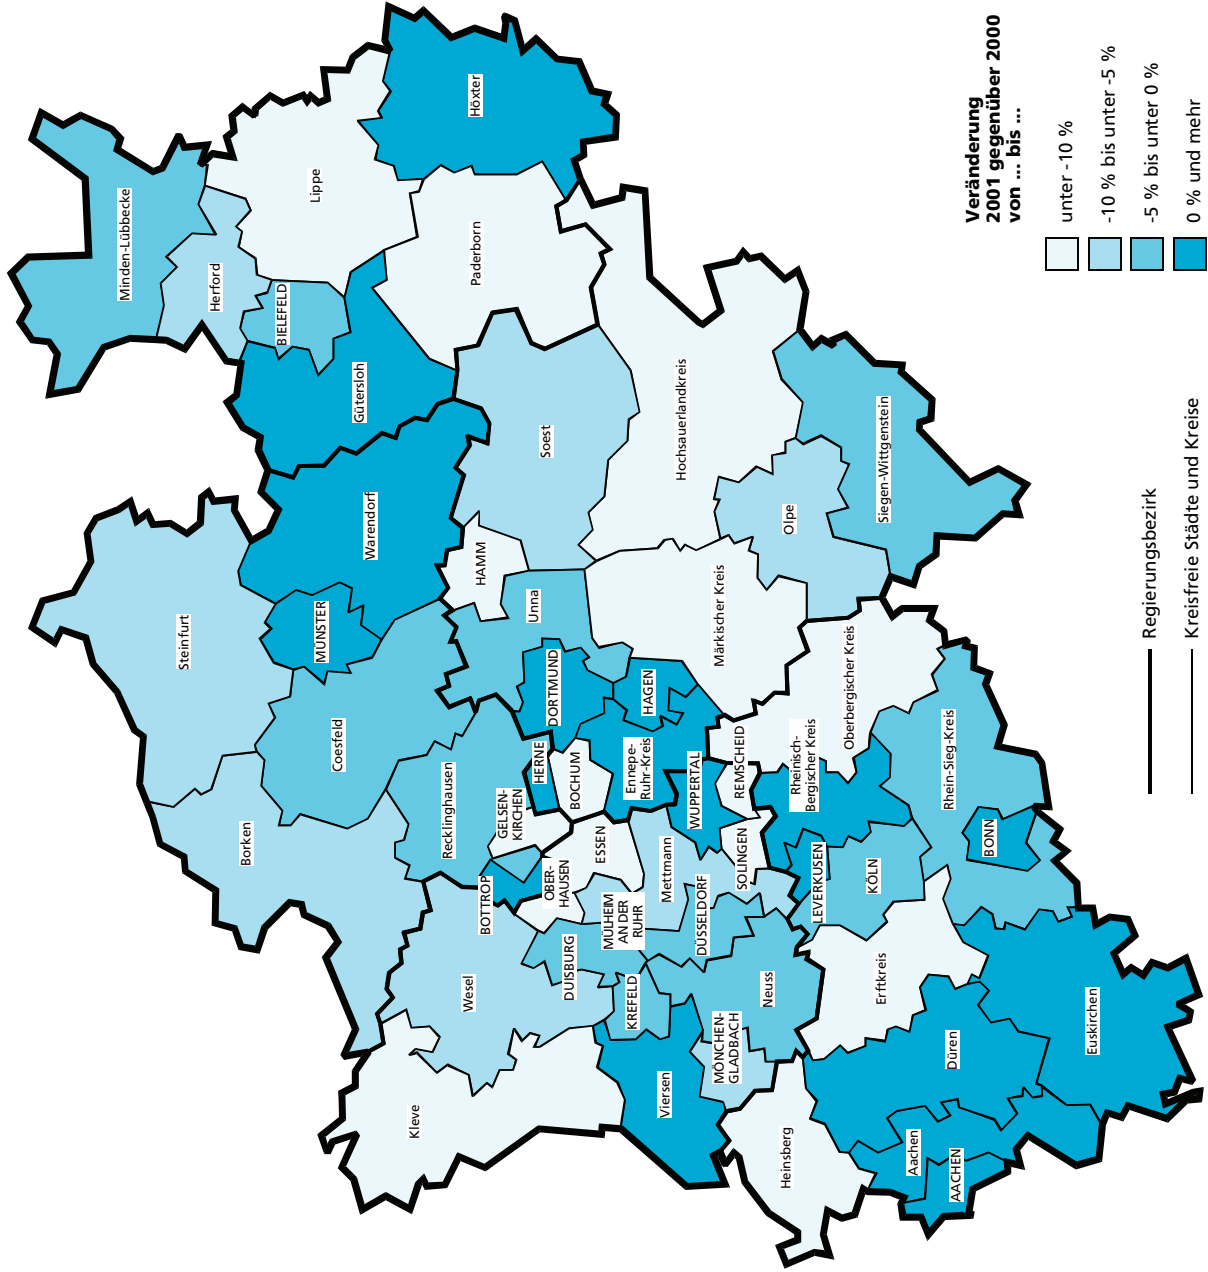 Minden-Lübbecke
Herford
Lippe
Höxter
BIELEFELD
Paderborn
Gütersloh
Soest
Hochsauerlandkreis
Siegen-Wittgenstein
Olpe
Warendorf
HAMM
Steinfurt
MÜNSTER
Unna
Märkischer Kreis
Oberbergischer Kreis
DORTMUND
HAGEN
Coesfeld
Ennepe-
Ruhr-Kreis
HERNE
BOCHUM
REMSCHEID
Rheinisch-
Bergischer Kreis
Rhein-Sieg-Kreis
Recklinghausen
GELSEN-
KIRCHEN
WUPPERTAL
Borken
ESSEN
Mettmann
SOLINGEN
BONN
LEVERKUSEN
KÖLN
BOTTROP
OBER-
HAUSEN
MÜLHEIM
AN DER
RUHR
DÜSSELDORF
Wesel
DUISBURG
KREFELD
Neuss
Erftkreis
MÖNCHEN-
GLADBACH
Düren
Euskirchen
Kleve
Viersen
Heinsberg
Aachen
AACHEN
Veränderung
2001 gegenüber 2000
von ... bis ...
unter -10 %
-10 % bis unter -5 %
-5 % bis unter 0 %
0 % und mehr
Regierungsbezirk
Kreisfreie Städte und Kreise